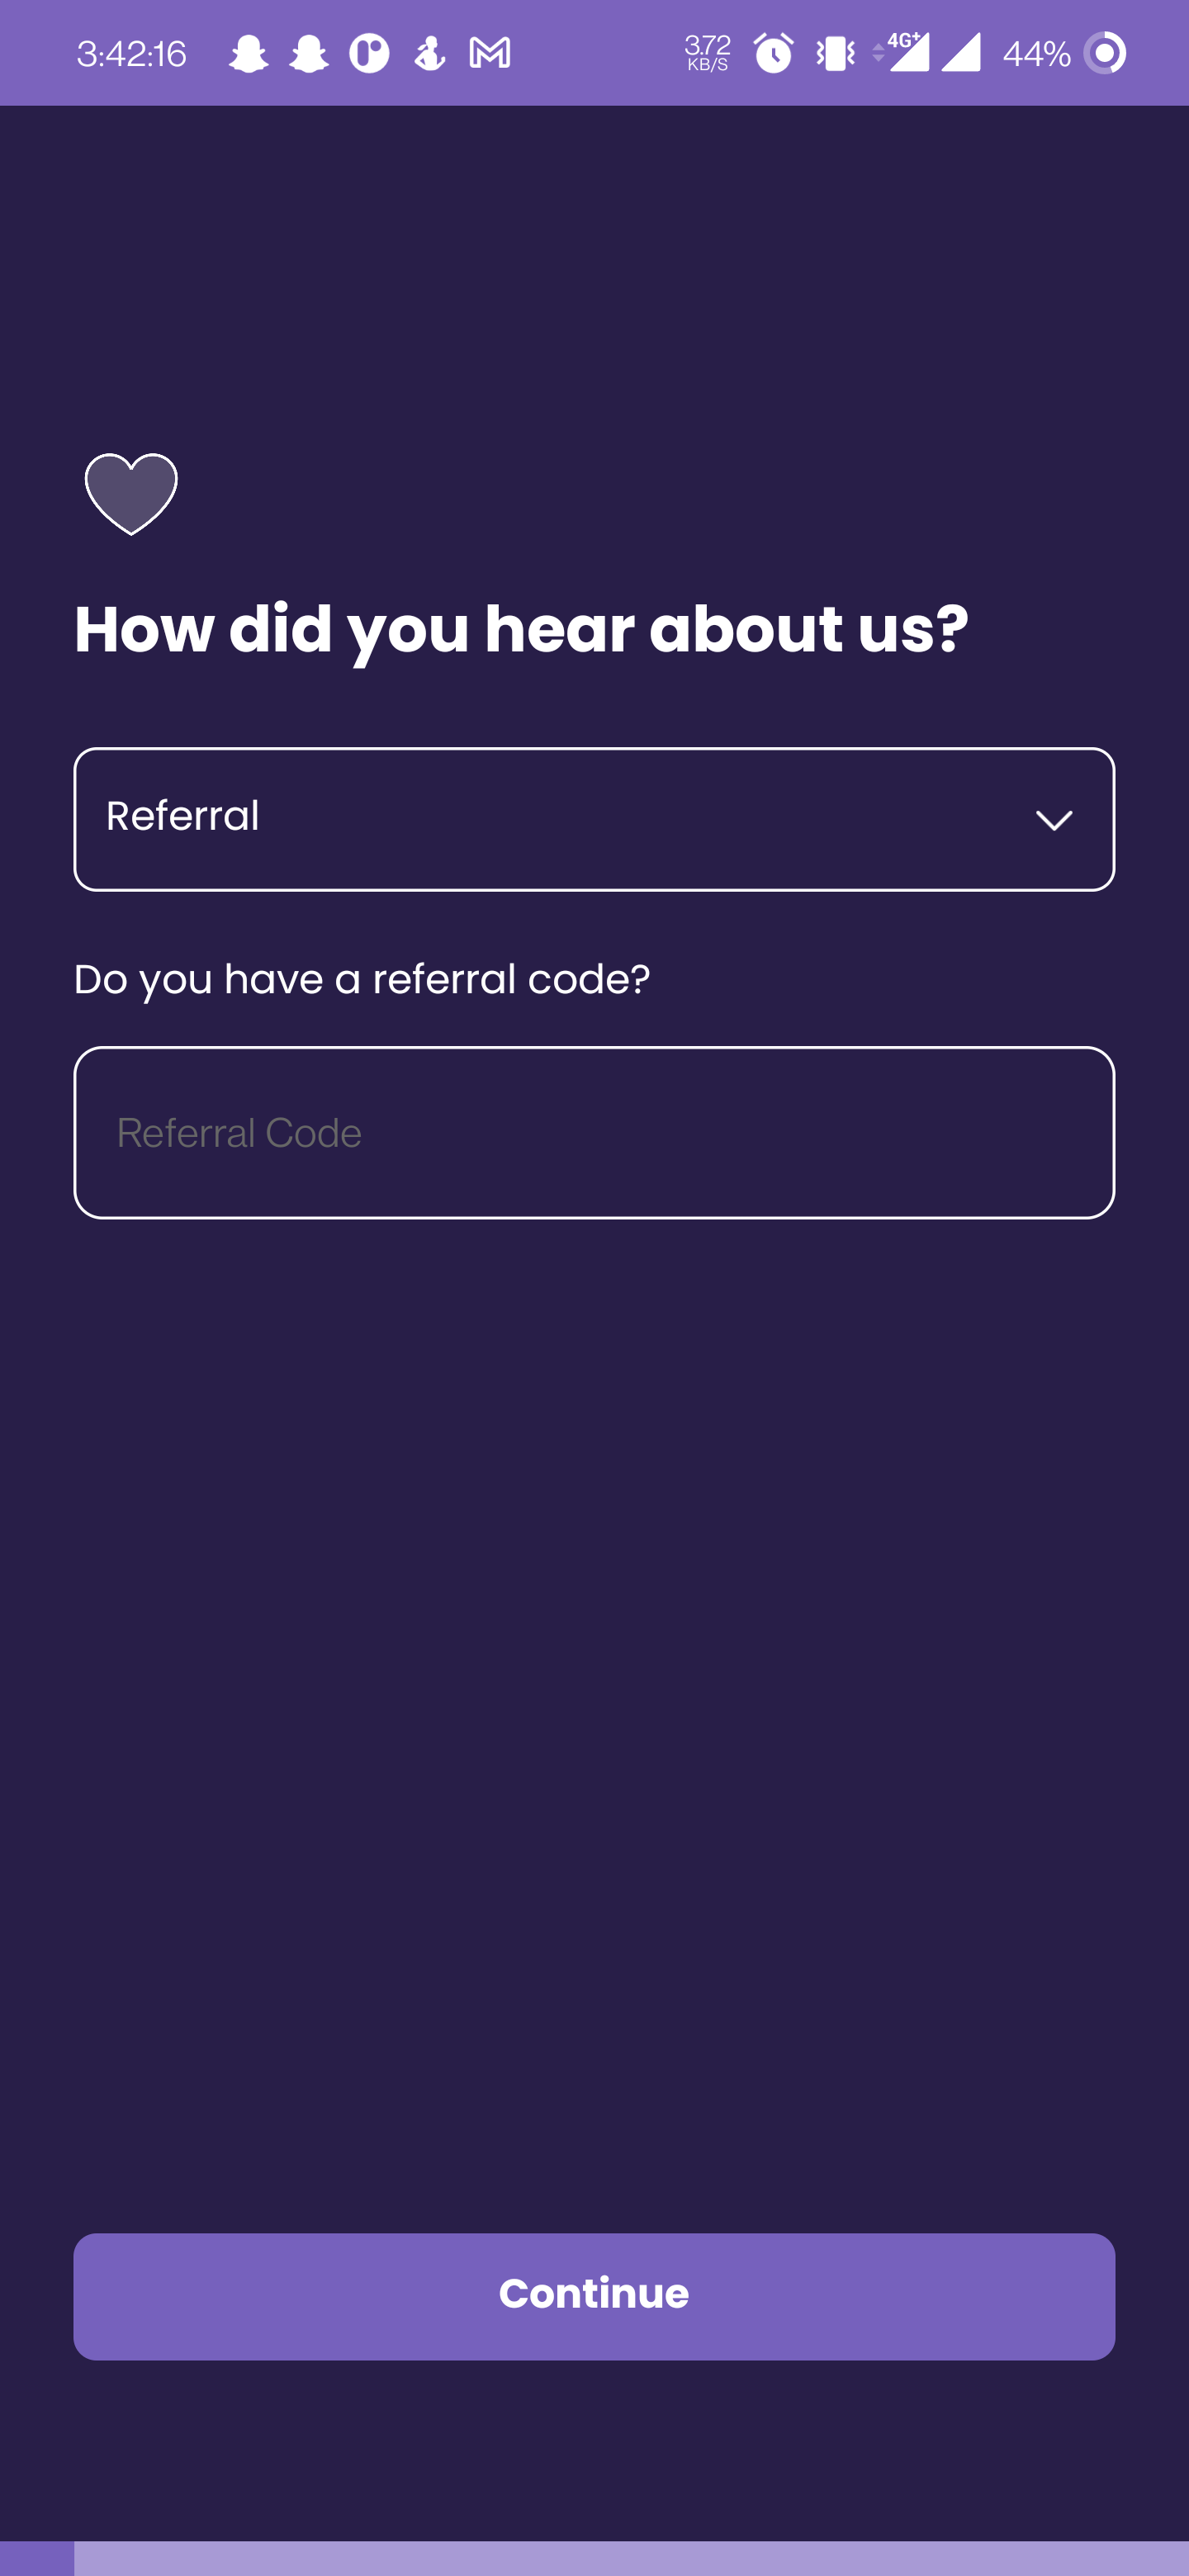 3:42:16
3.72
KB/S
4G+
44%
How did you hear about us?
Referral
Do you have a referral code?
Referral Code
Continue